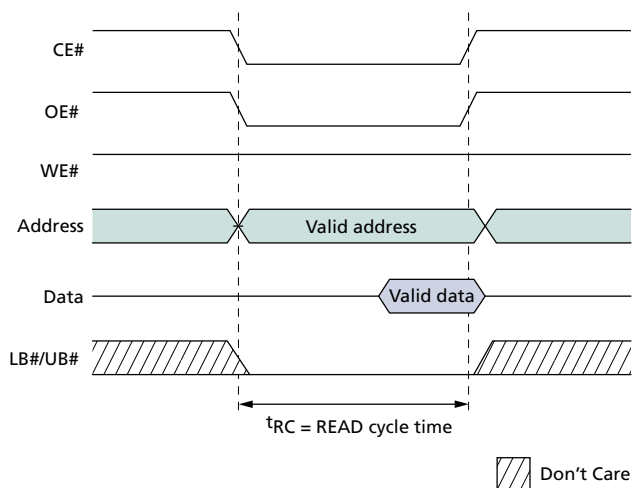 CE#
OE#
WE#
Address
Valid address
Data
Valid data
LB#/UB#
tRC = READ cycle time
Don't Care